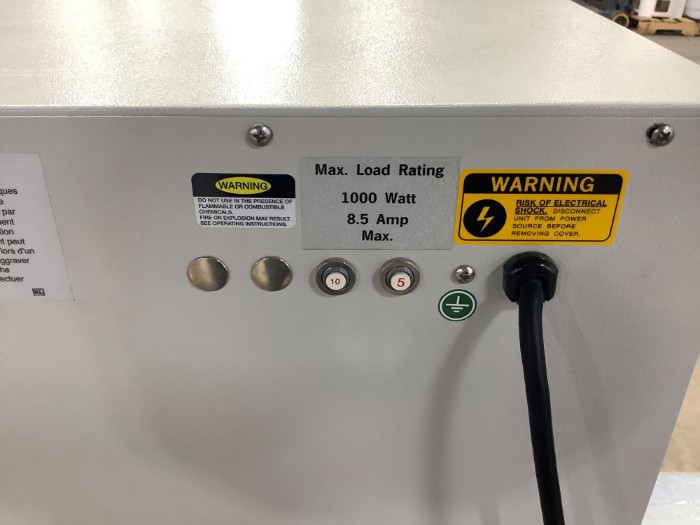 ques
e
par
ent
éon
t peut
lors d'un
ggraver
che
ectuer
WARNING
DO NOT USE IN THE PRESENCE OF
FLAMMABLE OR COMBUSTIBLE
CHEMICALS.
FIRE OR EXPLOSION MAY RESULT.
SEE OPERATING INSTRUCTIONS.
Max. Load Rating
1000 Watt
8.5 Amp
Max.
WARNING
RISK OF ELECTRICAL
SHOCK. DISCONNECT
UNIT FROM POWER
SOURCE BEFORE
REMOVING COVER.
10
5